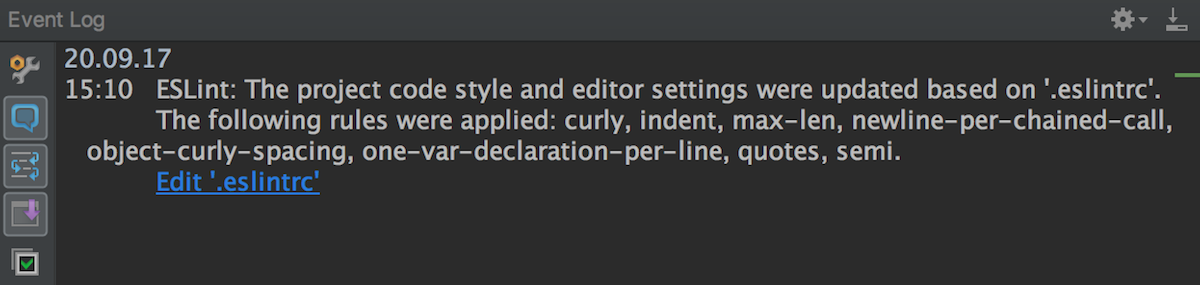 Event Log
20.09.17
15:10 ESLint: The project code style and editor settings were updated based on '.eslintrc'.
The following rules were applied: curly, indent, max-len, newline-per-chained-call,
object-curly-spacing, one-var-declaration-per-line, quotes, semi.
Edit '.eslintrc'